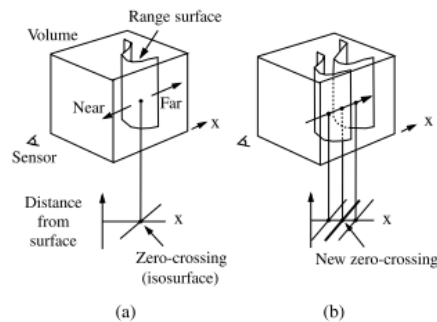 Volume
Range surface
Near
Far
x
Sensor
Distance
from
surface
x
Zero-crossing
(isosurface)
(a)
x
x
New zero-crossing
(b)